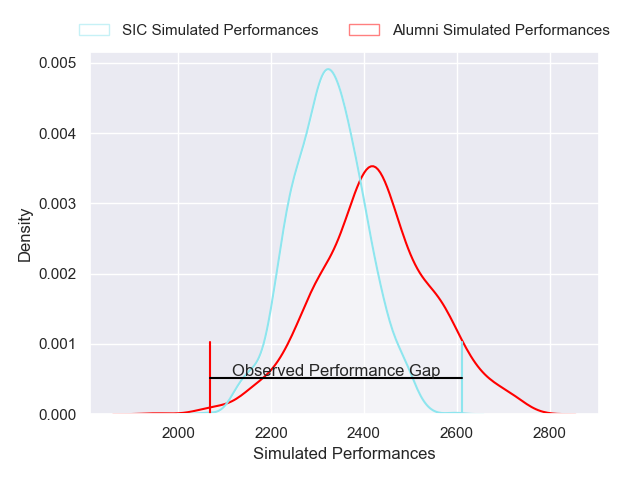 SIC Simulated Performances Alumni Simulated Performances
0.005
0.004
0.003
0.002
0.001
0.000
Density
Observed Performance Gap
2000 2200 2400 2600 2800
Simulated Performances